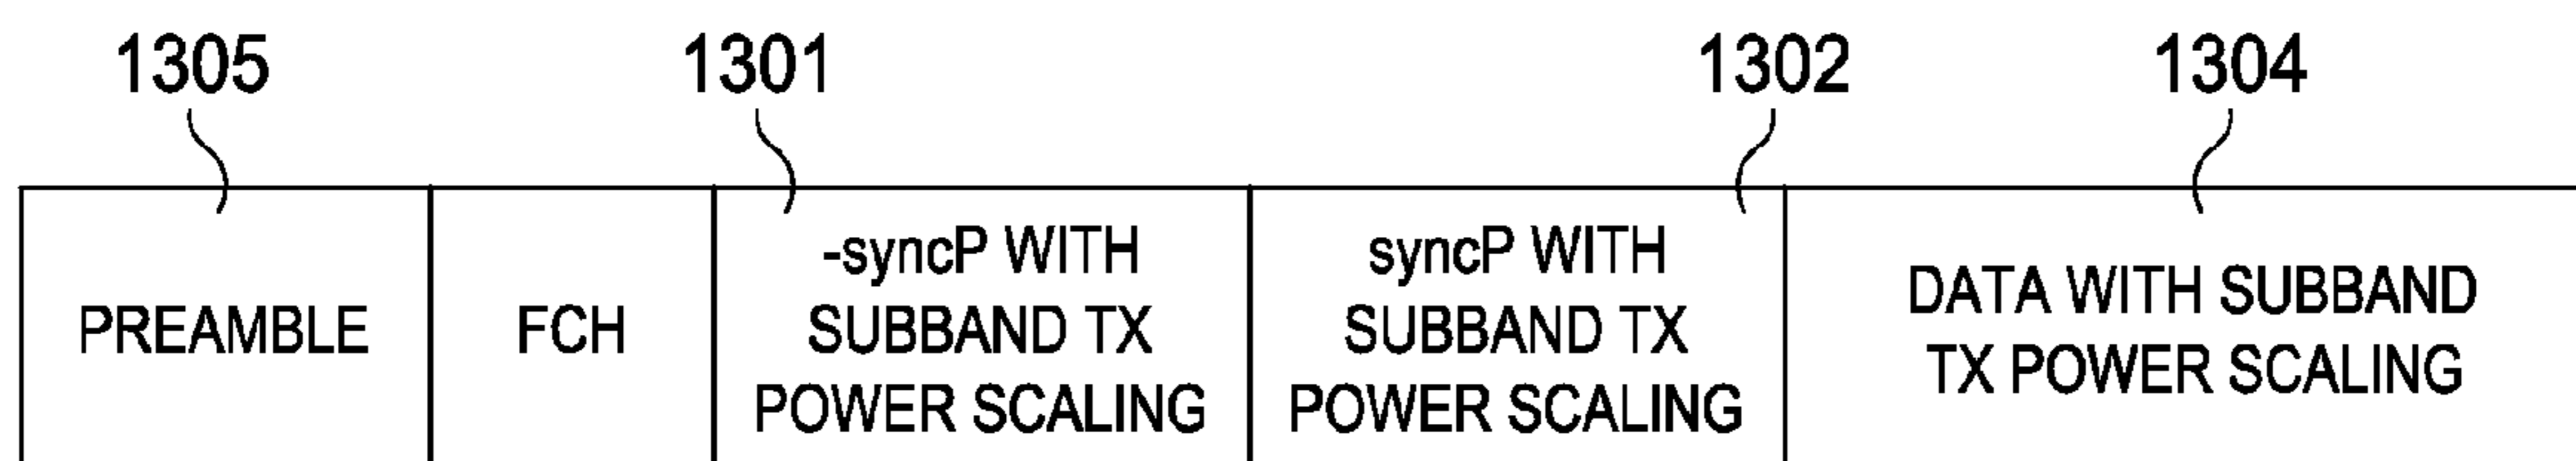 1305
1301
1302
1304
PREAMBLE
FCH
-syncP WITH
SUBBAND TX
POWER SCALING
syncP WITH
SUBBAND TX
POWER SCALING
DATA WITH SUBBAND
TX POWER SCALING